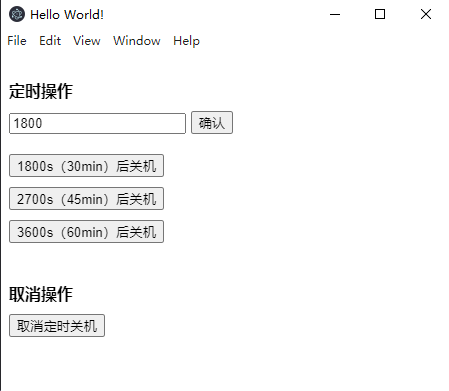 Hello World!
File Edit View Window Help
定时操作
1800 确认
1800s（30min）后关机
2700s（45min）后关机
3600s（60min）后关机
取消操作
取消定时关机